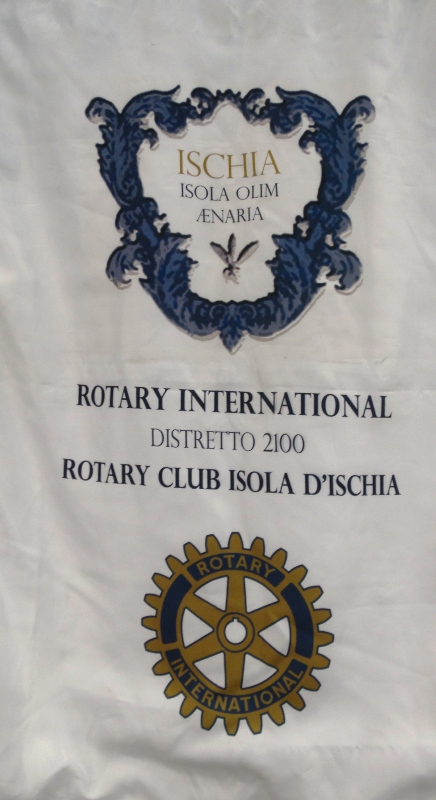 ISCHIA
ISOLA OLIM
ÆNARIA
ROTARY INTERNATIONAL
DISTRETTO 2100
ROTARY CLUB ISOLA D'ISCHIA
ROTARY
INTERNATIONAL